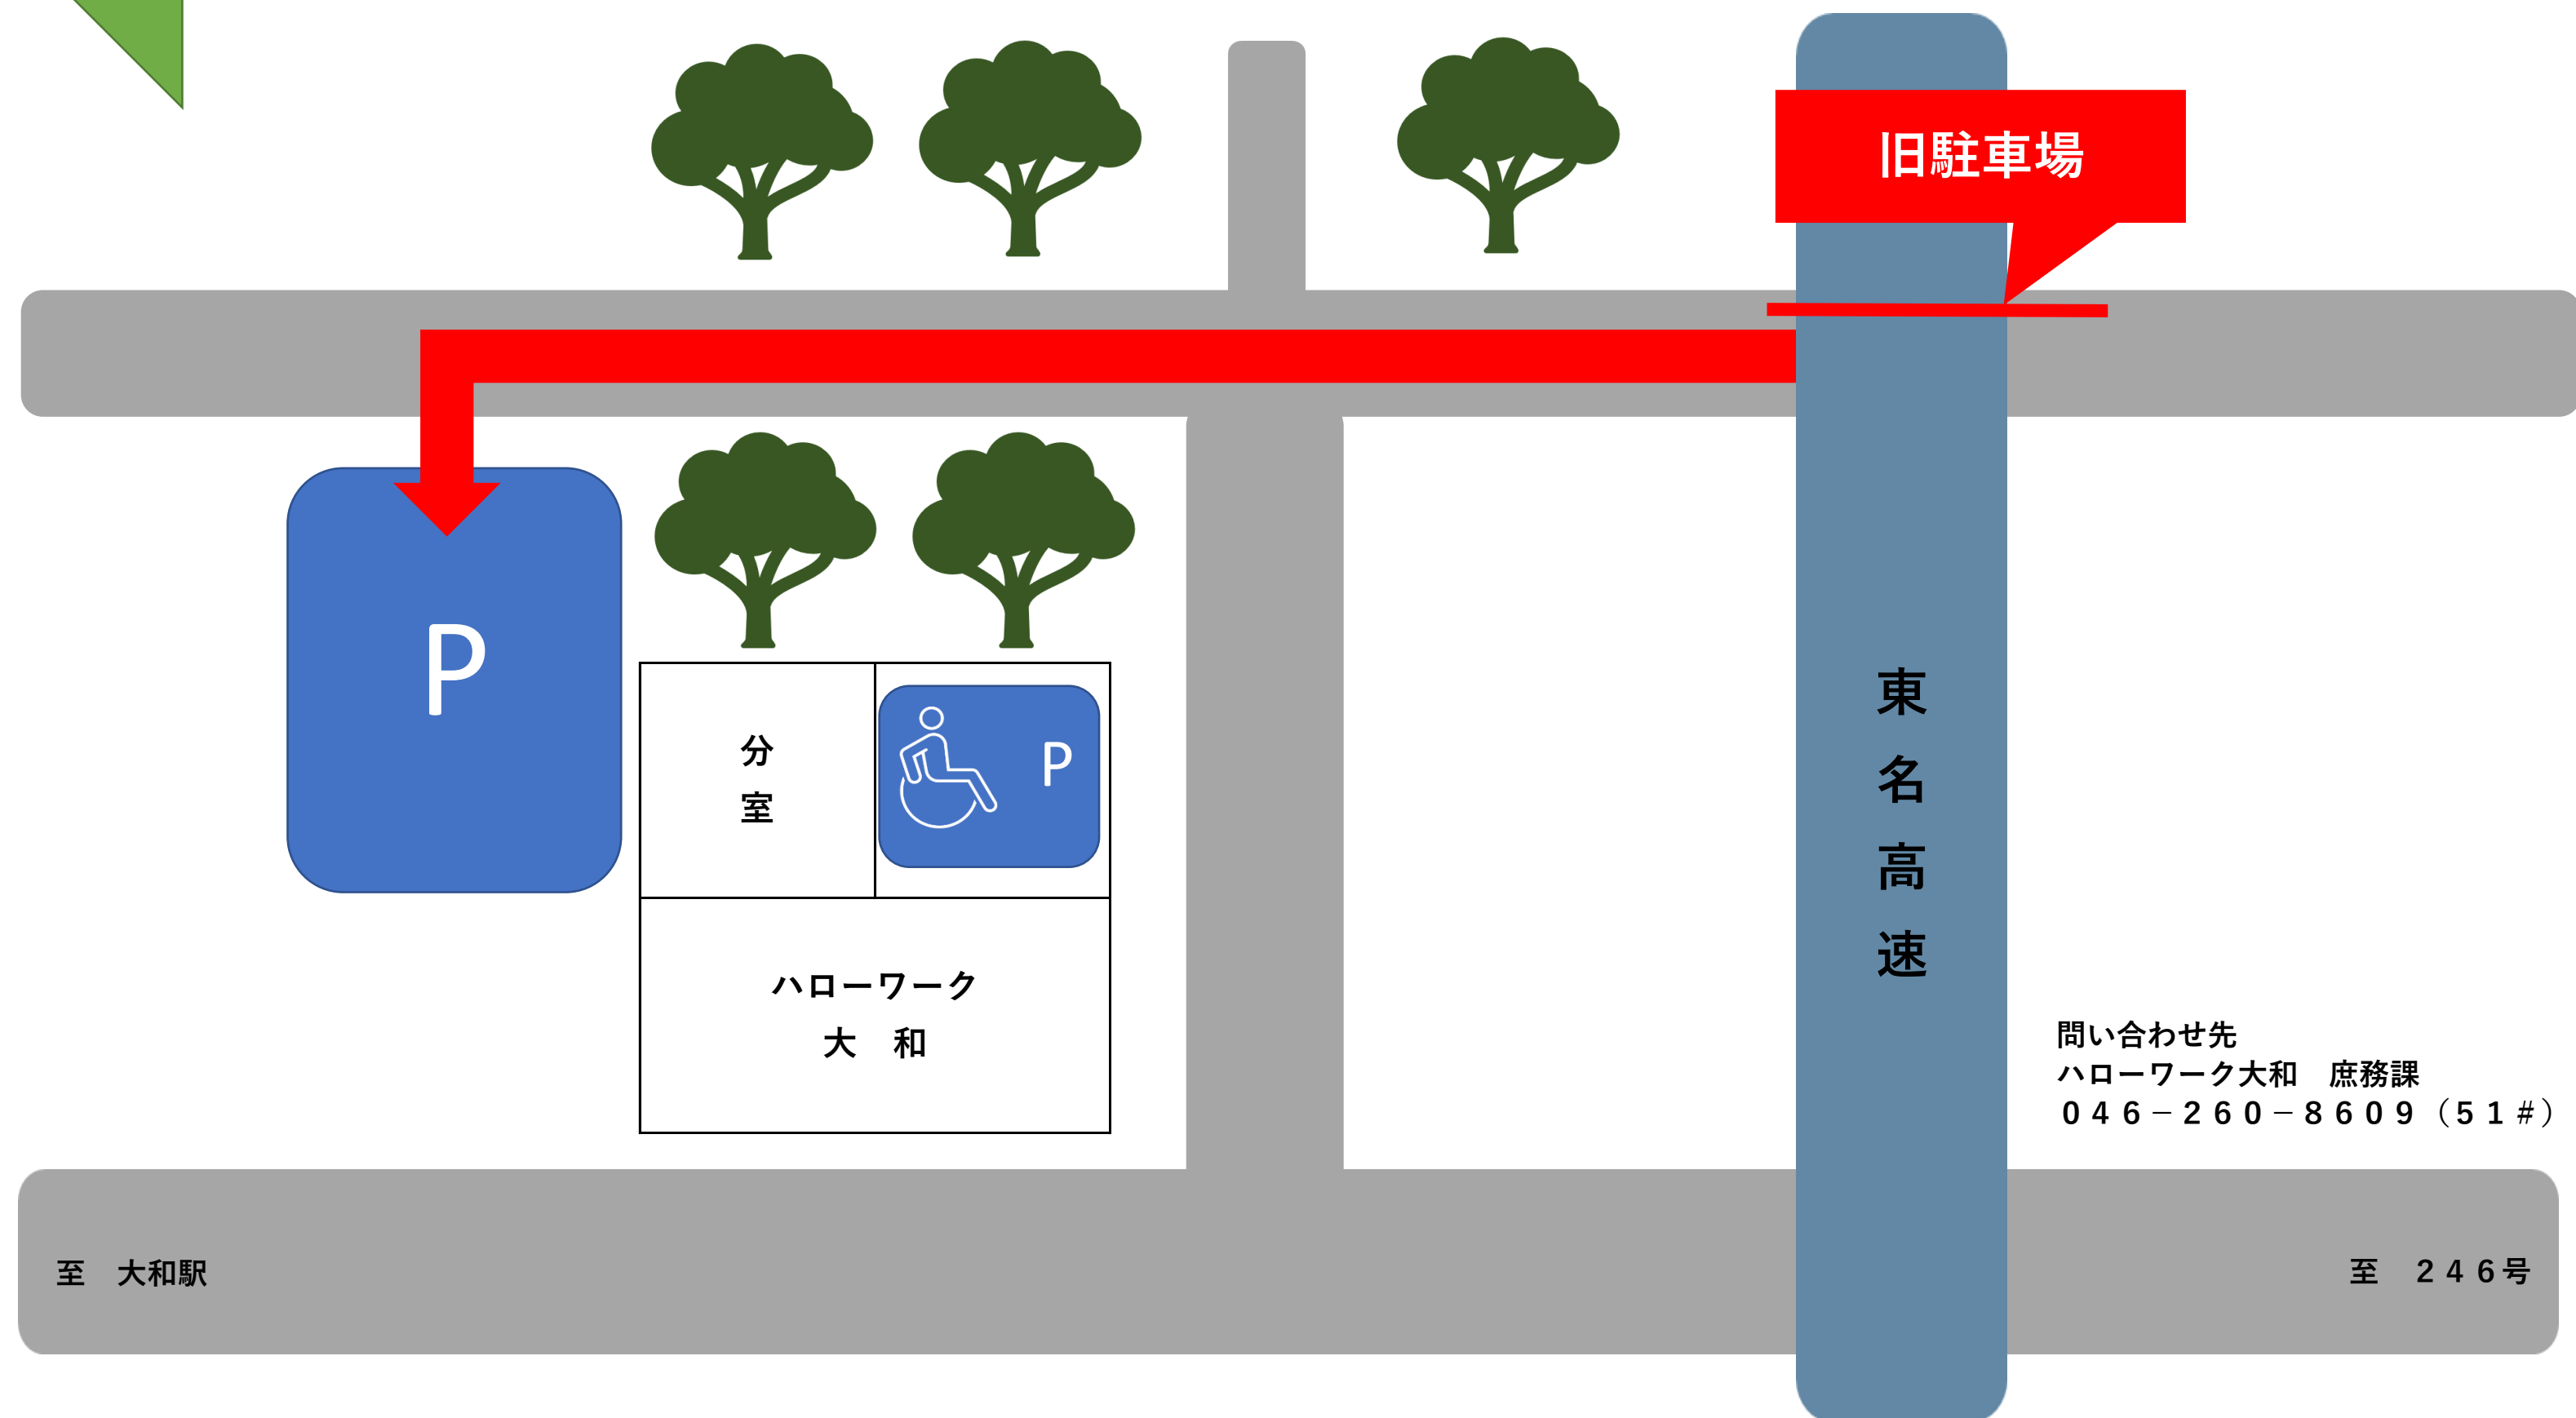 旧駐車場
P
分
室
P
ハローワーク
大　和
東
名
高
速
問い合わせ先
ハローワーク大和　庶務課
０４６－２６０－８６０９（５１＃）
至　大和駅
至　２４６号